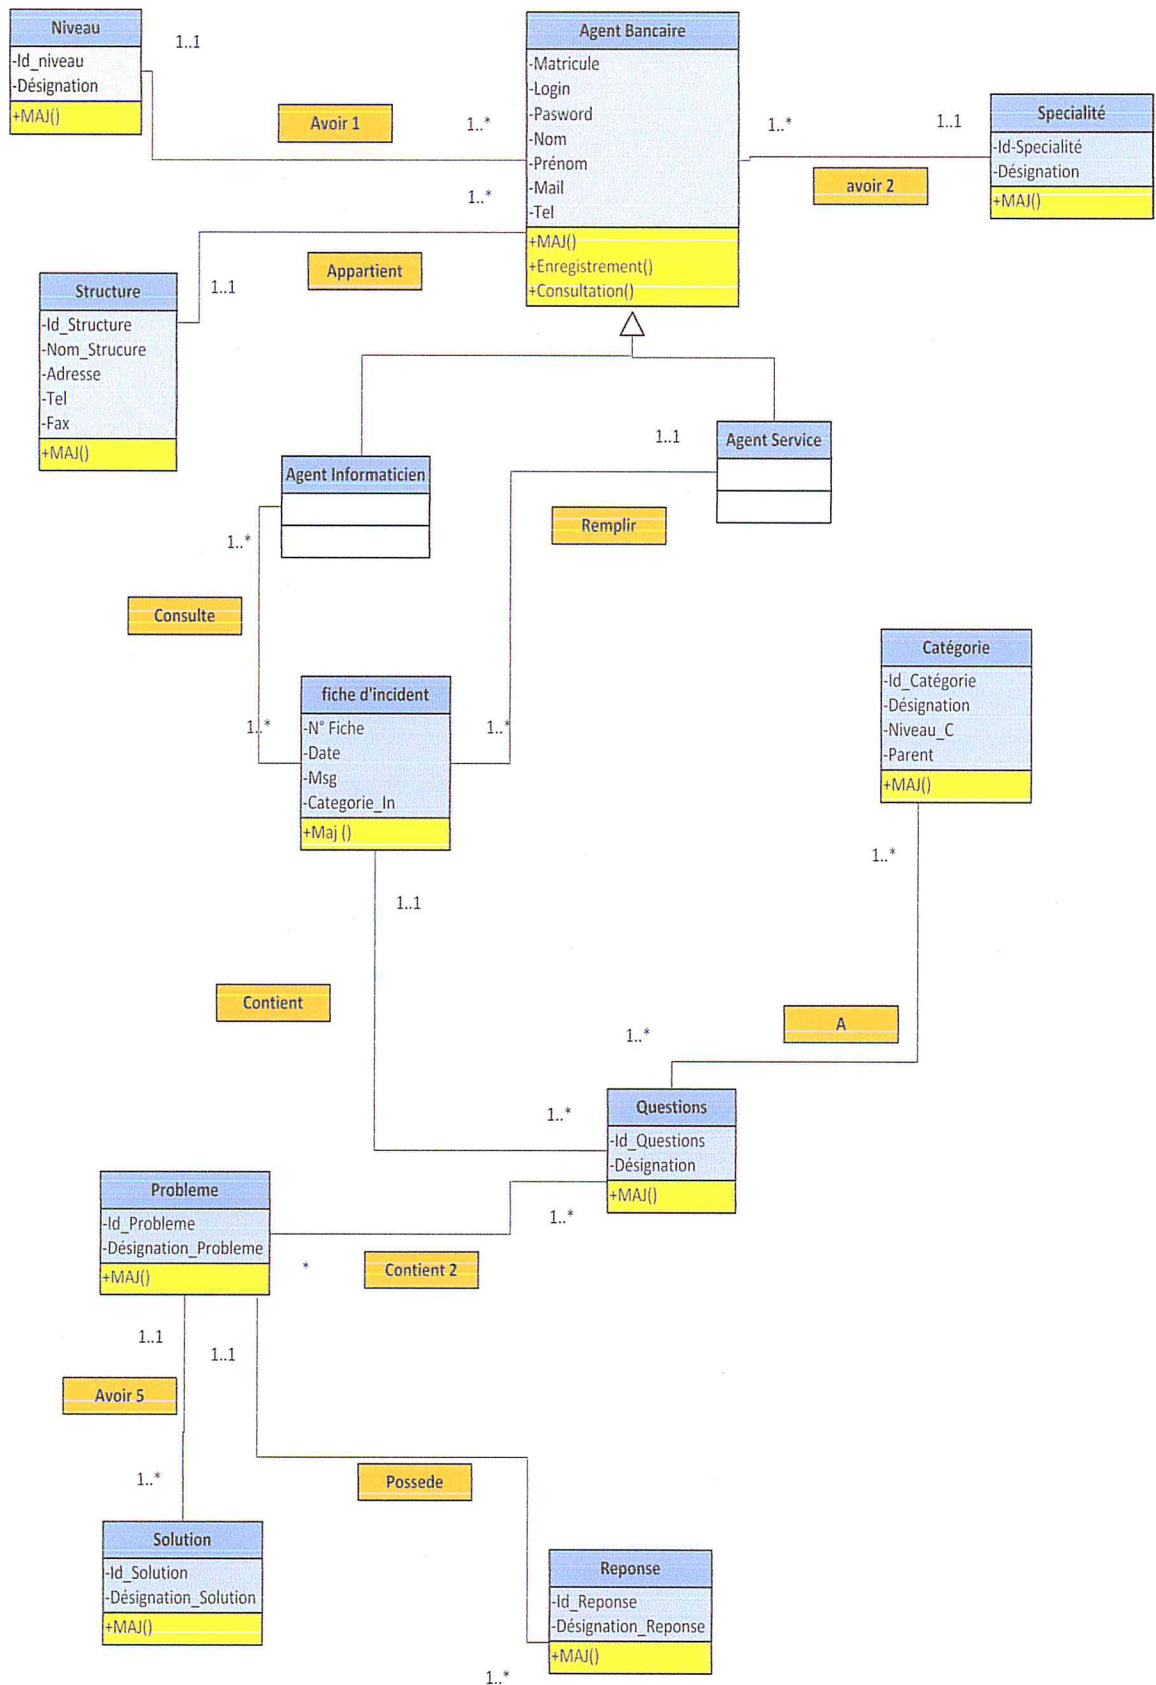 Niveau
-Id_niveau
-Désignation
+MAJ()
1..1
Avoir 1
1..*
Agent Bancaire
-Matricule
-Login
-Pasword
-Nom
-Prénom
-Mail
-Tel
+MAJ()
+Enregistrement()
+Consultation()
1..*
1..1
avoir 2
Specialité
-Id-Specialité
-Désignation
+MAJ()
1..*
Appartient
1..1
Structure
-Id_Structure
-Nom_Strucure
-Adresse
-Tel
-Fax
+MAJ()
Agent Informaticien
1..1
Agent Service
Remplir
1..*
Consulte
1..*
fiche d'incident
-N° Fiche
-Date
-Msg
-Categorie_In
+Maj ()
1..*
Catégorie
-Id_Catégorie
-Désignation
-Niveau_C
-Parent
+MAJ()
1..*
1..1
Contient
A
1..*
1..*
Questions
-Id_Questions
-Désignation
+MAJ()
1..*
Probleme
-Id_Probleme
-Désignation_Probleme
+MAJ()
*
Contient 2
1..1
1..1
Avoir 5
1..*
Possede
Solution
-Id_Solution
-Désignation_Solution
+MAJ()
Reponse
-Id_Reponse
-Désignation_Reponse
+MAJ()
1..*